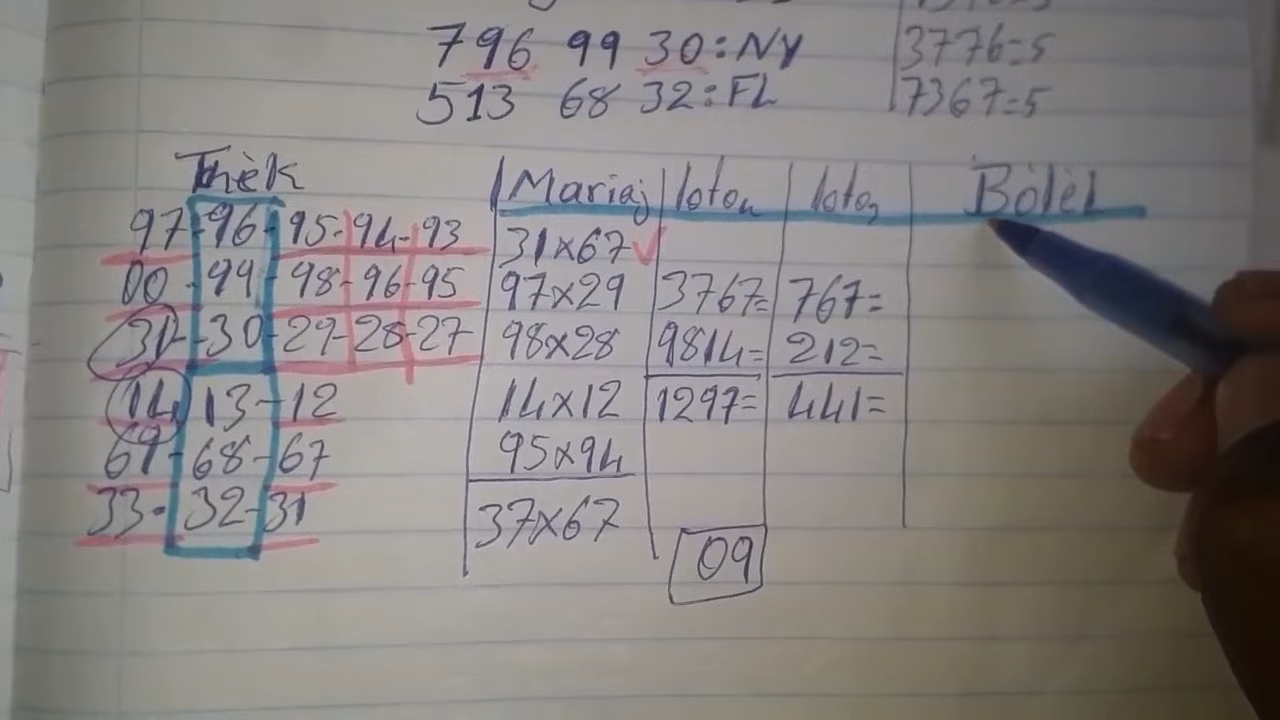 796 99 30:NY
3776=5
513 68 32:FL
7367=5
Trièk
Mariaj loto4 loto3 Bòlèt
97-96-95-94-93
31x67
00-99-98-96-95
97x29 3767= 767=
31-30-29-28-27
98x28 9814= 212=
14-13-12
14x12 1297= 441=
69-68-67
95x94
33-32-31
37x67
09